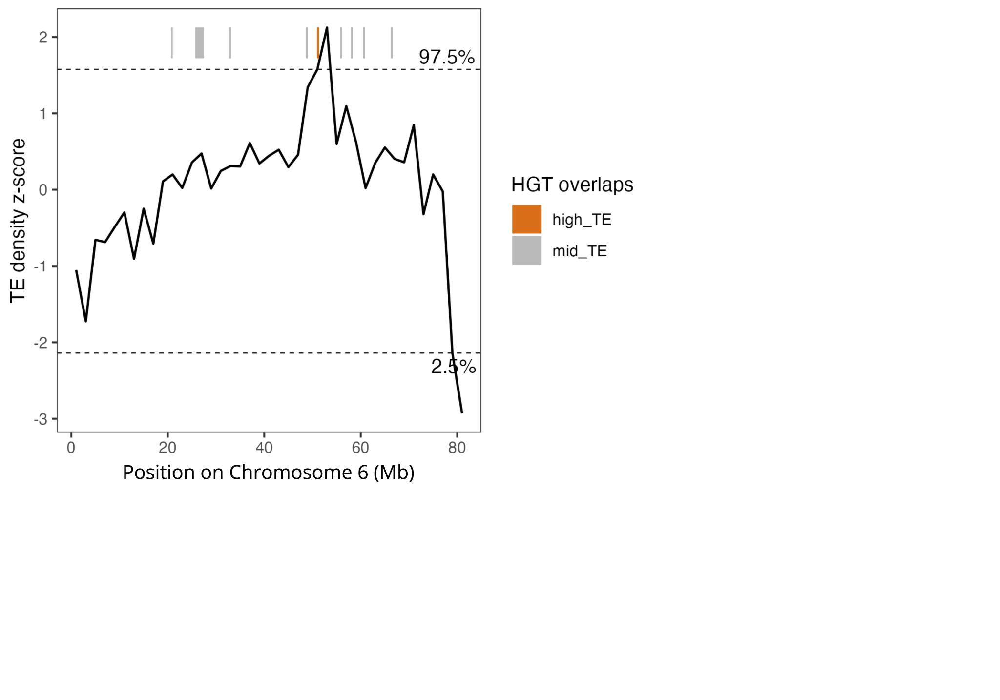 2
1
0
-1
-2
-3
TE density z-score
97.5%
2.5%
0 20 40 60 80
Position on Chromosome 6 (Mb)
HGT overlaps
high_TE
mid_TE